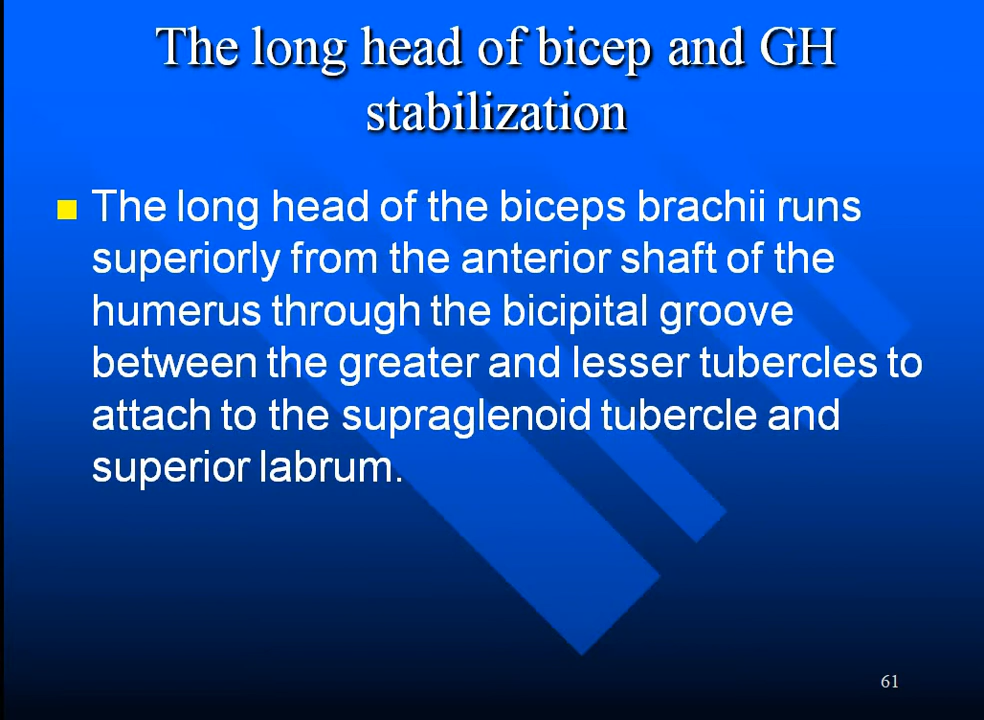 The long head of bicep and GH
stabilization
The long head of the biceps brachii runs
superiorly from the anterior shaft of the
humerus through the bicipital groove
between the greater and lesser tubercles to
attach to the supraglenoid tubercle and
superior labrum.
61